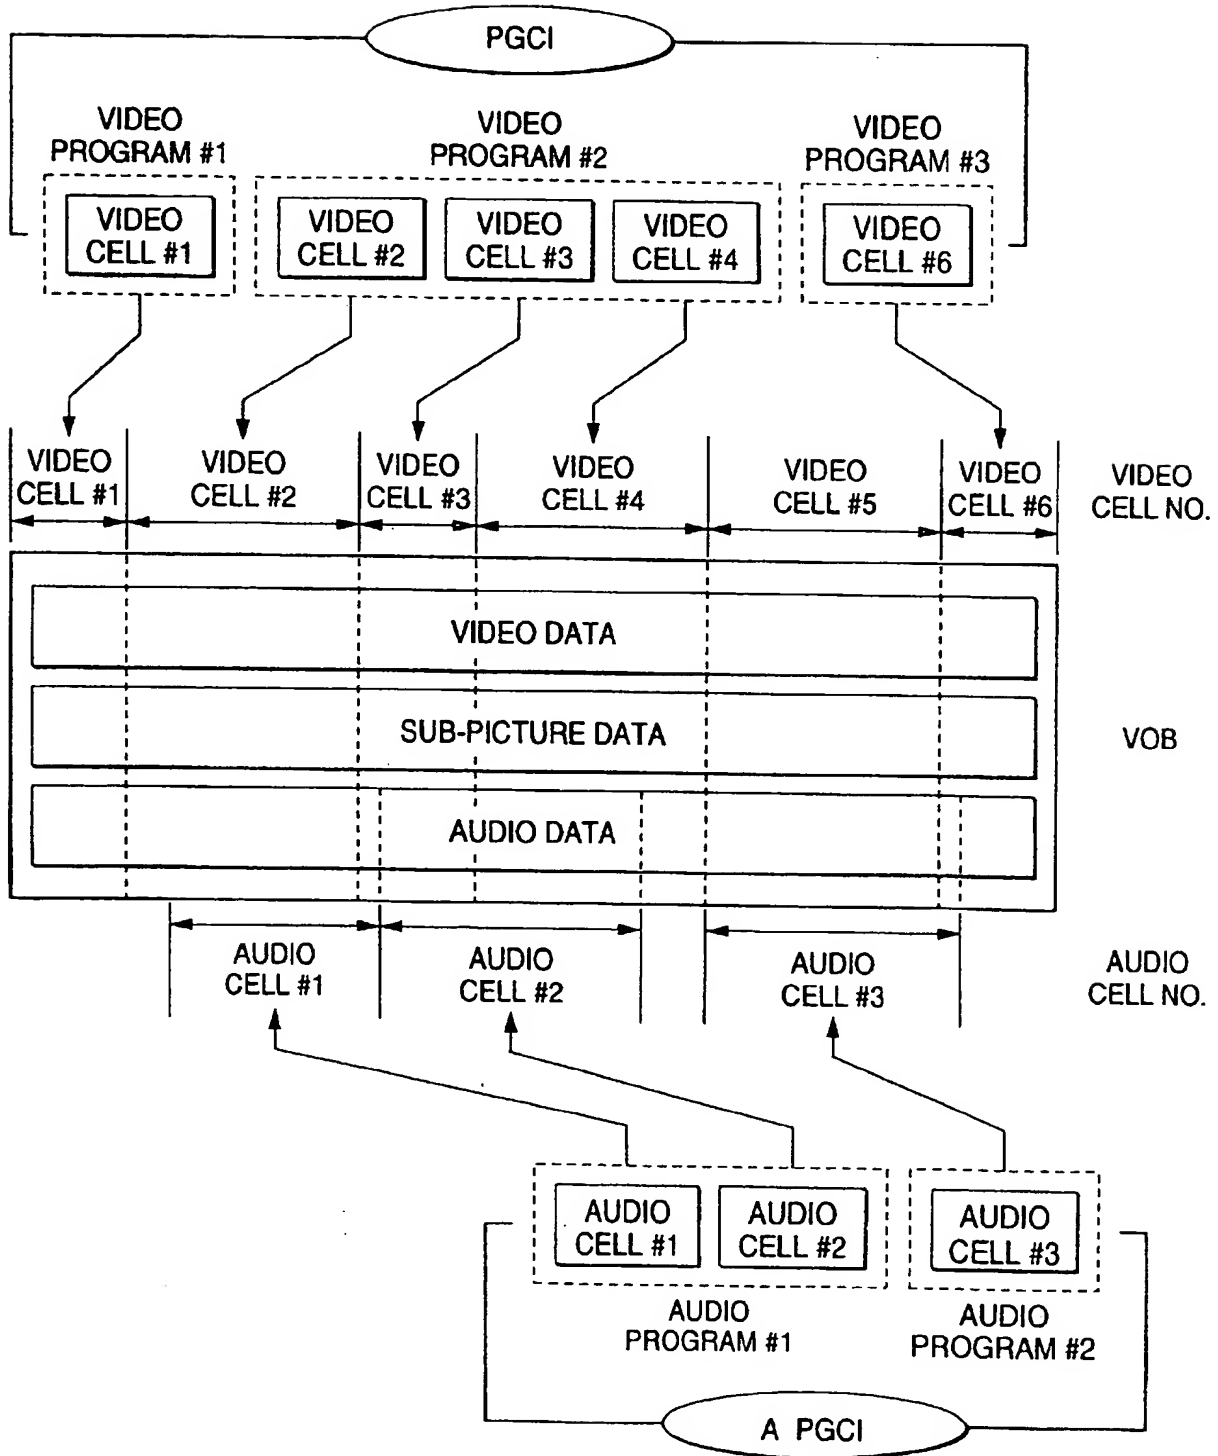 PGCI
VIDEO
PROGRAM #1
VIDEO
PROGRAM #2
VIDEO
PROGRAM #3
VIDEO
CELL #1
VIDEO
CELL #2
VIDEO
CELL #3
VIDEO
CELL #4
VIDEO
CELL #6
VIDEO
CELL #1
VIDEO
CELL #2
VIDEO
CELL #3
VIDEO
CELL #4
VIDEO
CELL #5
VIDEO
CELL #6
VIDEO
CELL NO.
VIDEO DATA
SUB-PICTURE DATA
VOB
AUDIO DATA
AUDIO
CELL #1
AUDIO
CELL #2
AUDIO
CELL #3
AUDIO
CELL NO.
AUDIO
CELL #1
AUDIO
CELL #2
AUDIO
CELL #3
AUDIO
PROGRAM #1
AUDIO
PROGRAM #2
A PGCI